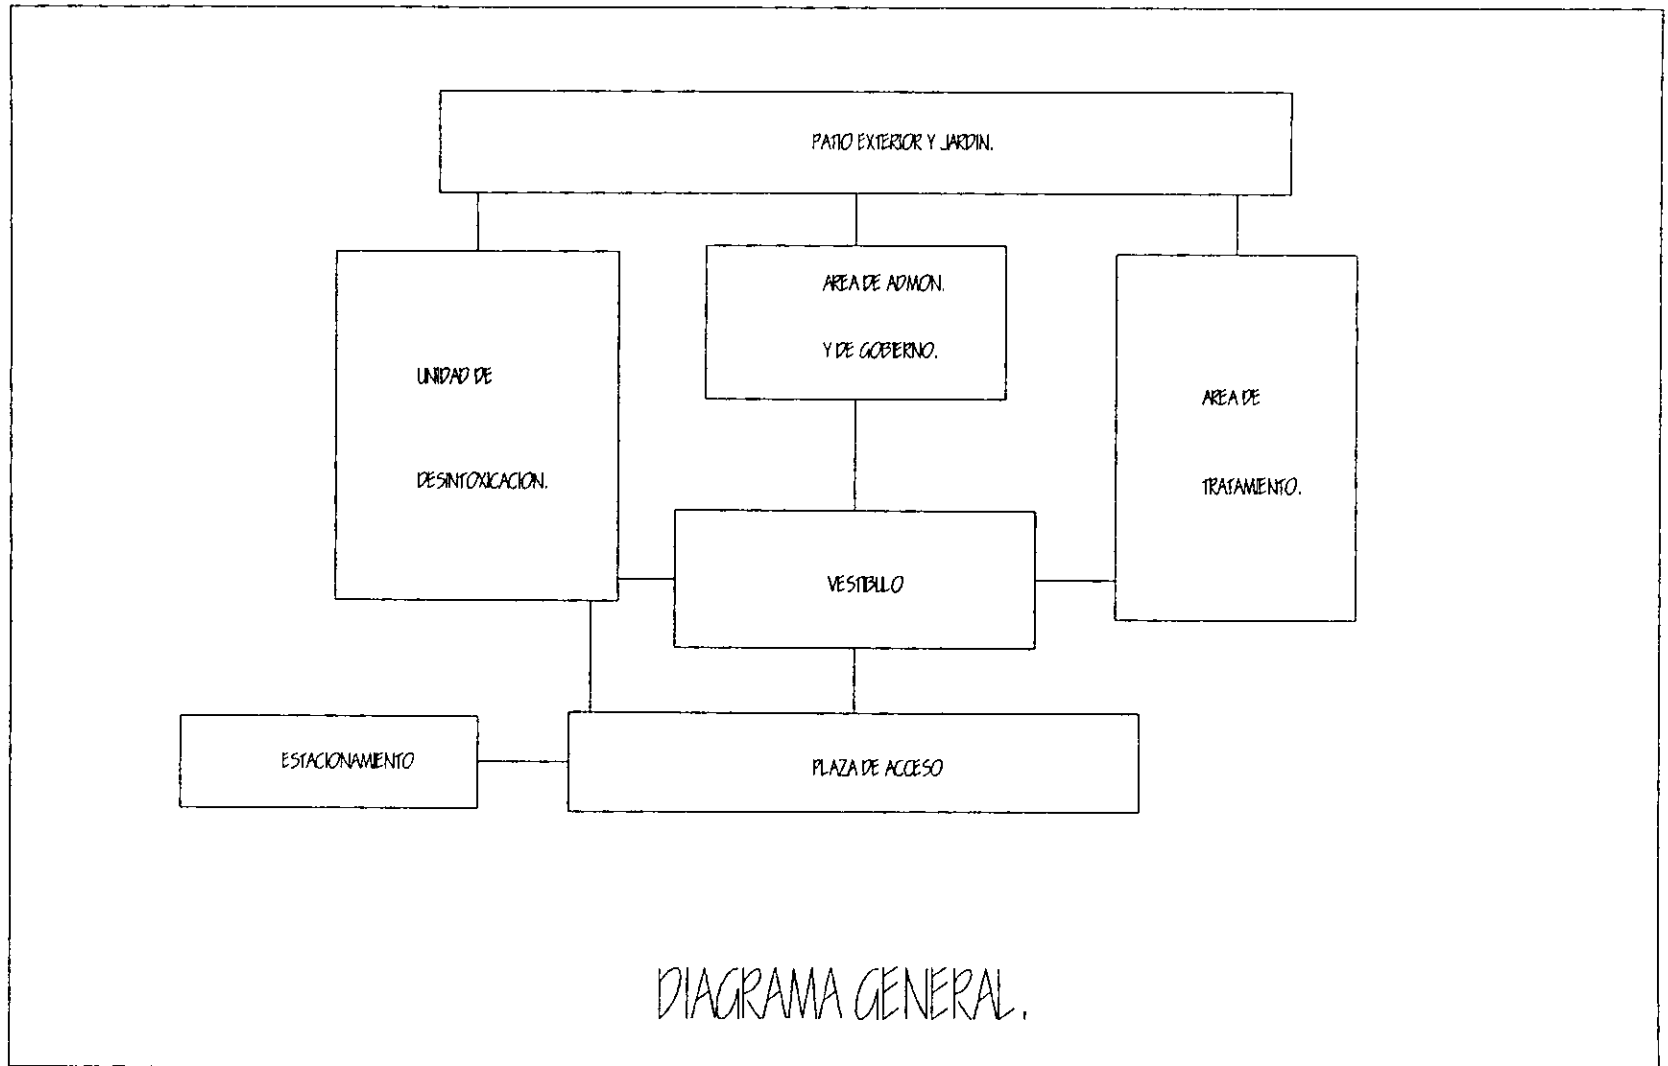 PATIO EXTERIOR Y JARDIN.
AREA DE ADMON.
Y DE GOBIERNO.
UNIDAD DE
DESINTOXICACION.
AREA DE
TRATAMIENTO.
VESTIBULO
ESTACIONAMIENTO
PLAZA DE ACCESO
DIAGRAMA GENERAL.